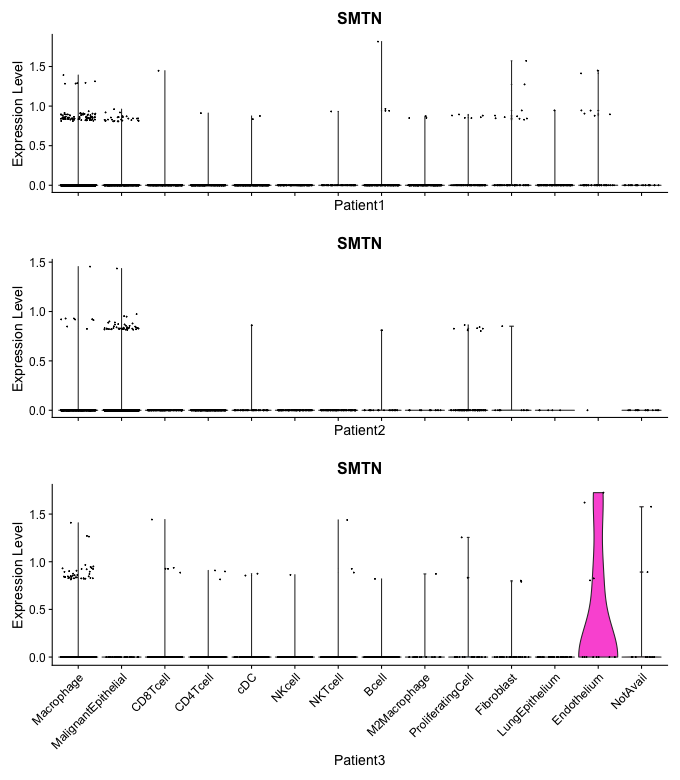 SMTN
Expression Level
1.5
1.0
0.5
0.0
Patient1
SMTN
Expression Level
1.5
1.0
0.5
0.0
Patient2
SMTN
Expression Level
1.5
1.0
0.5
0.0
Macrophage
MalignantEpithelial
CD8Tcell
CD4Tcell
cDC
NKcell
NKTcell
Bcell
M2Macrophage
ProliferatingCell
Fibroblast
LungEpithelium
Endothelium
NotAvail
Patient3